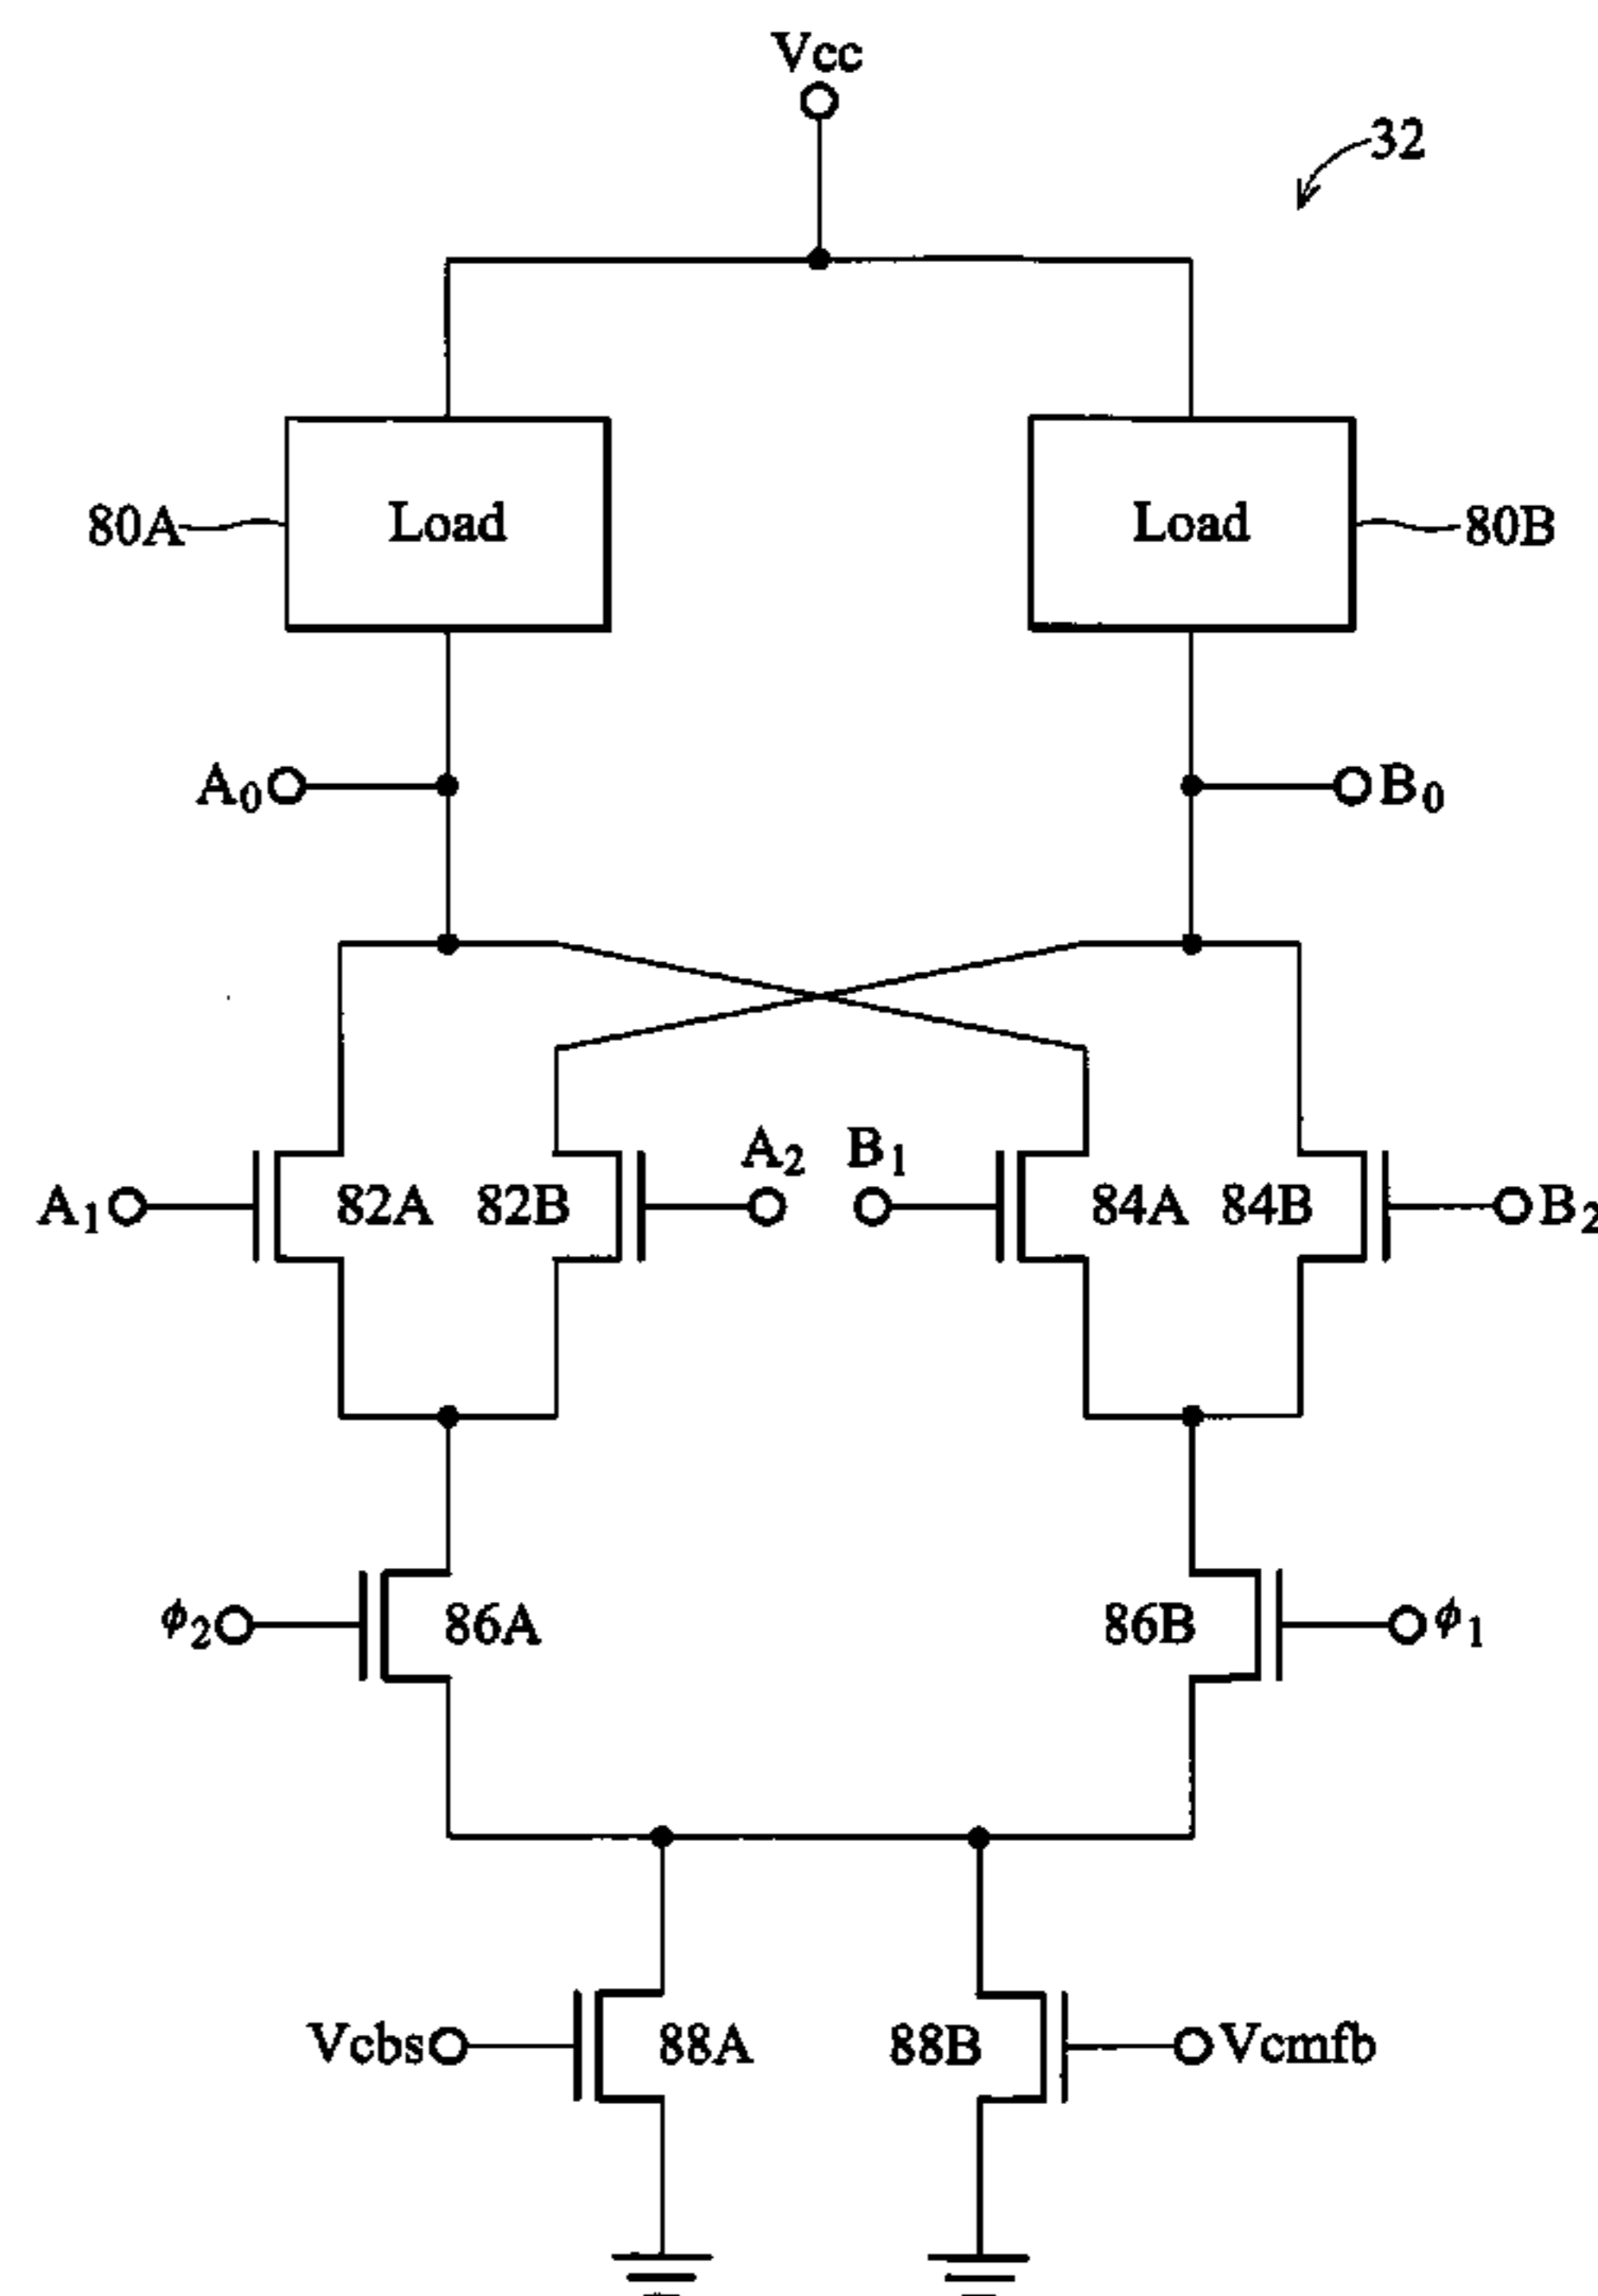 Vcc
32
80A
Load
Load
80B
A₀
B₀
A₁
82A
82B
A₂
B₁
84A
84B
B₂
ϕ₂
86A
86B
ϕ₁
Vcbs
88A
88B
Vcmfb